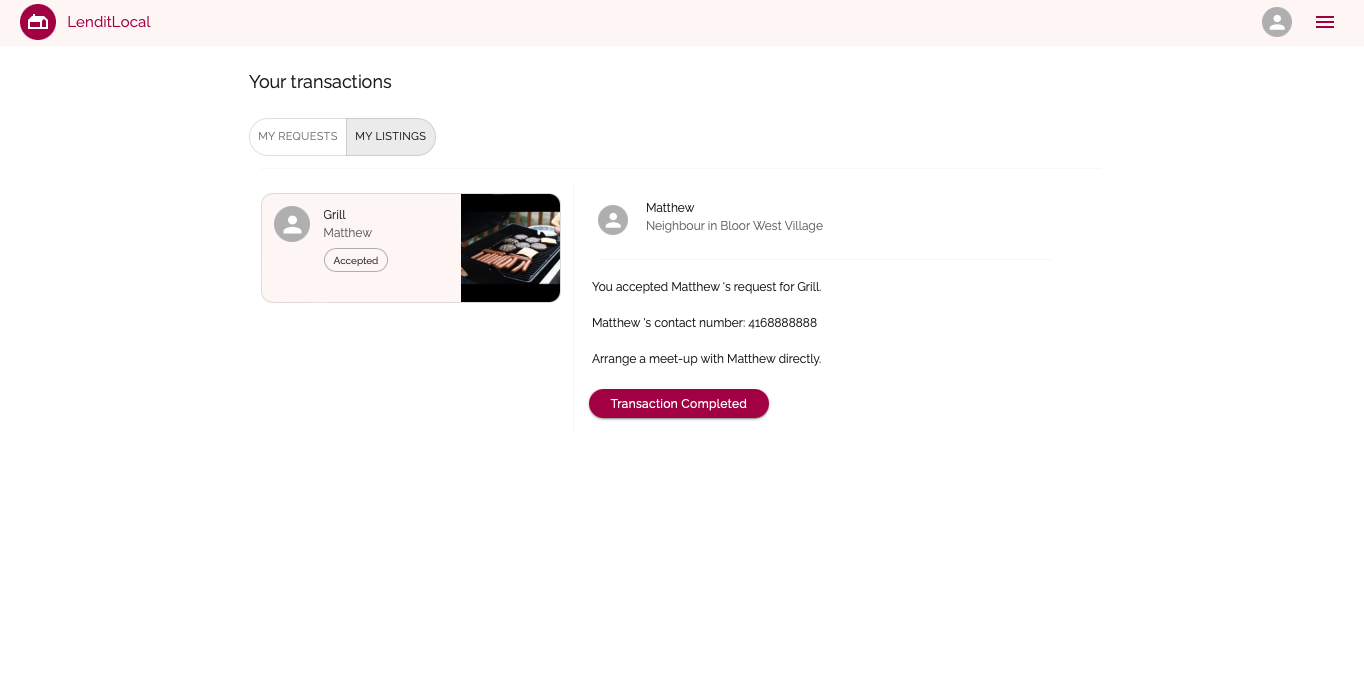 LenditLocal
Your transactions
MY REQUESTS
MY LISTINGS
Grill
Matthew
Accepted
Matthew
Neighbour in Bloor West Village
You accepted Matthew 's request for Grill.
Matthew 's contact number: 4168888888
Arrange a meet-up with Matthew directly.
Transaction Completed